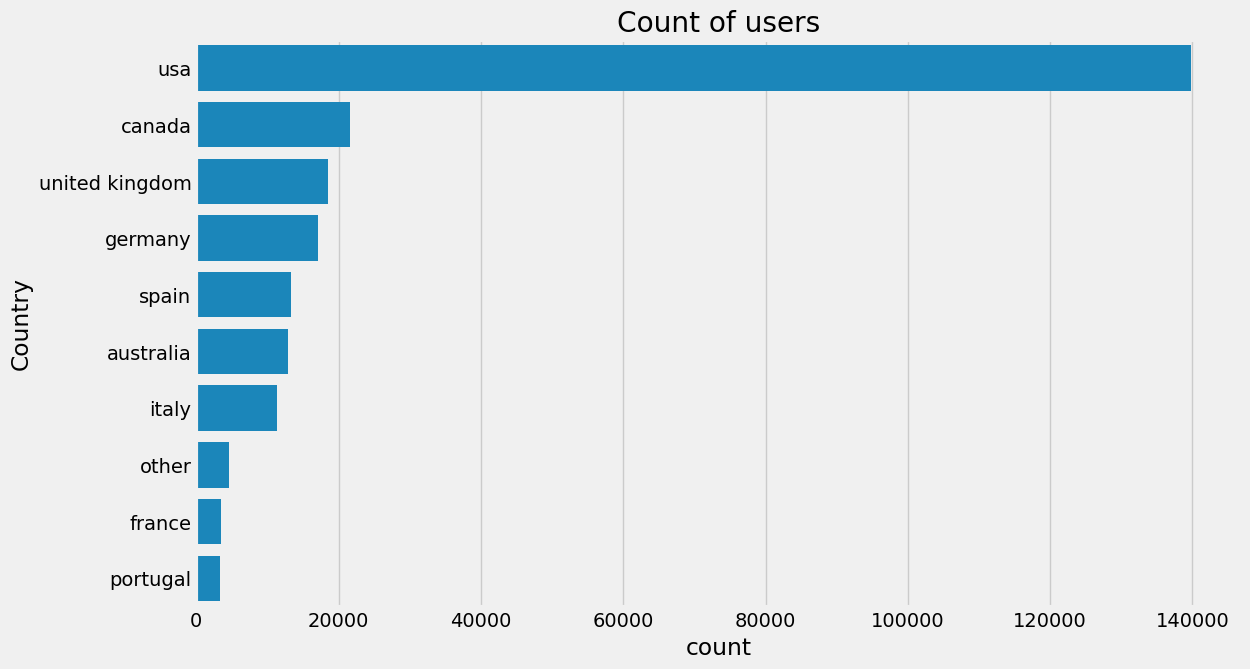 Count of users
Country
usa
canada
united kingdom
germany
spain
australia
italy
other
france
portugal
0 20000 40000 60000 80000 100000 120000 140000
count